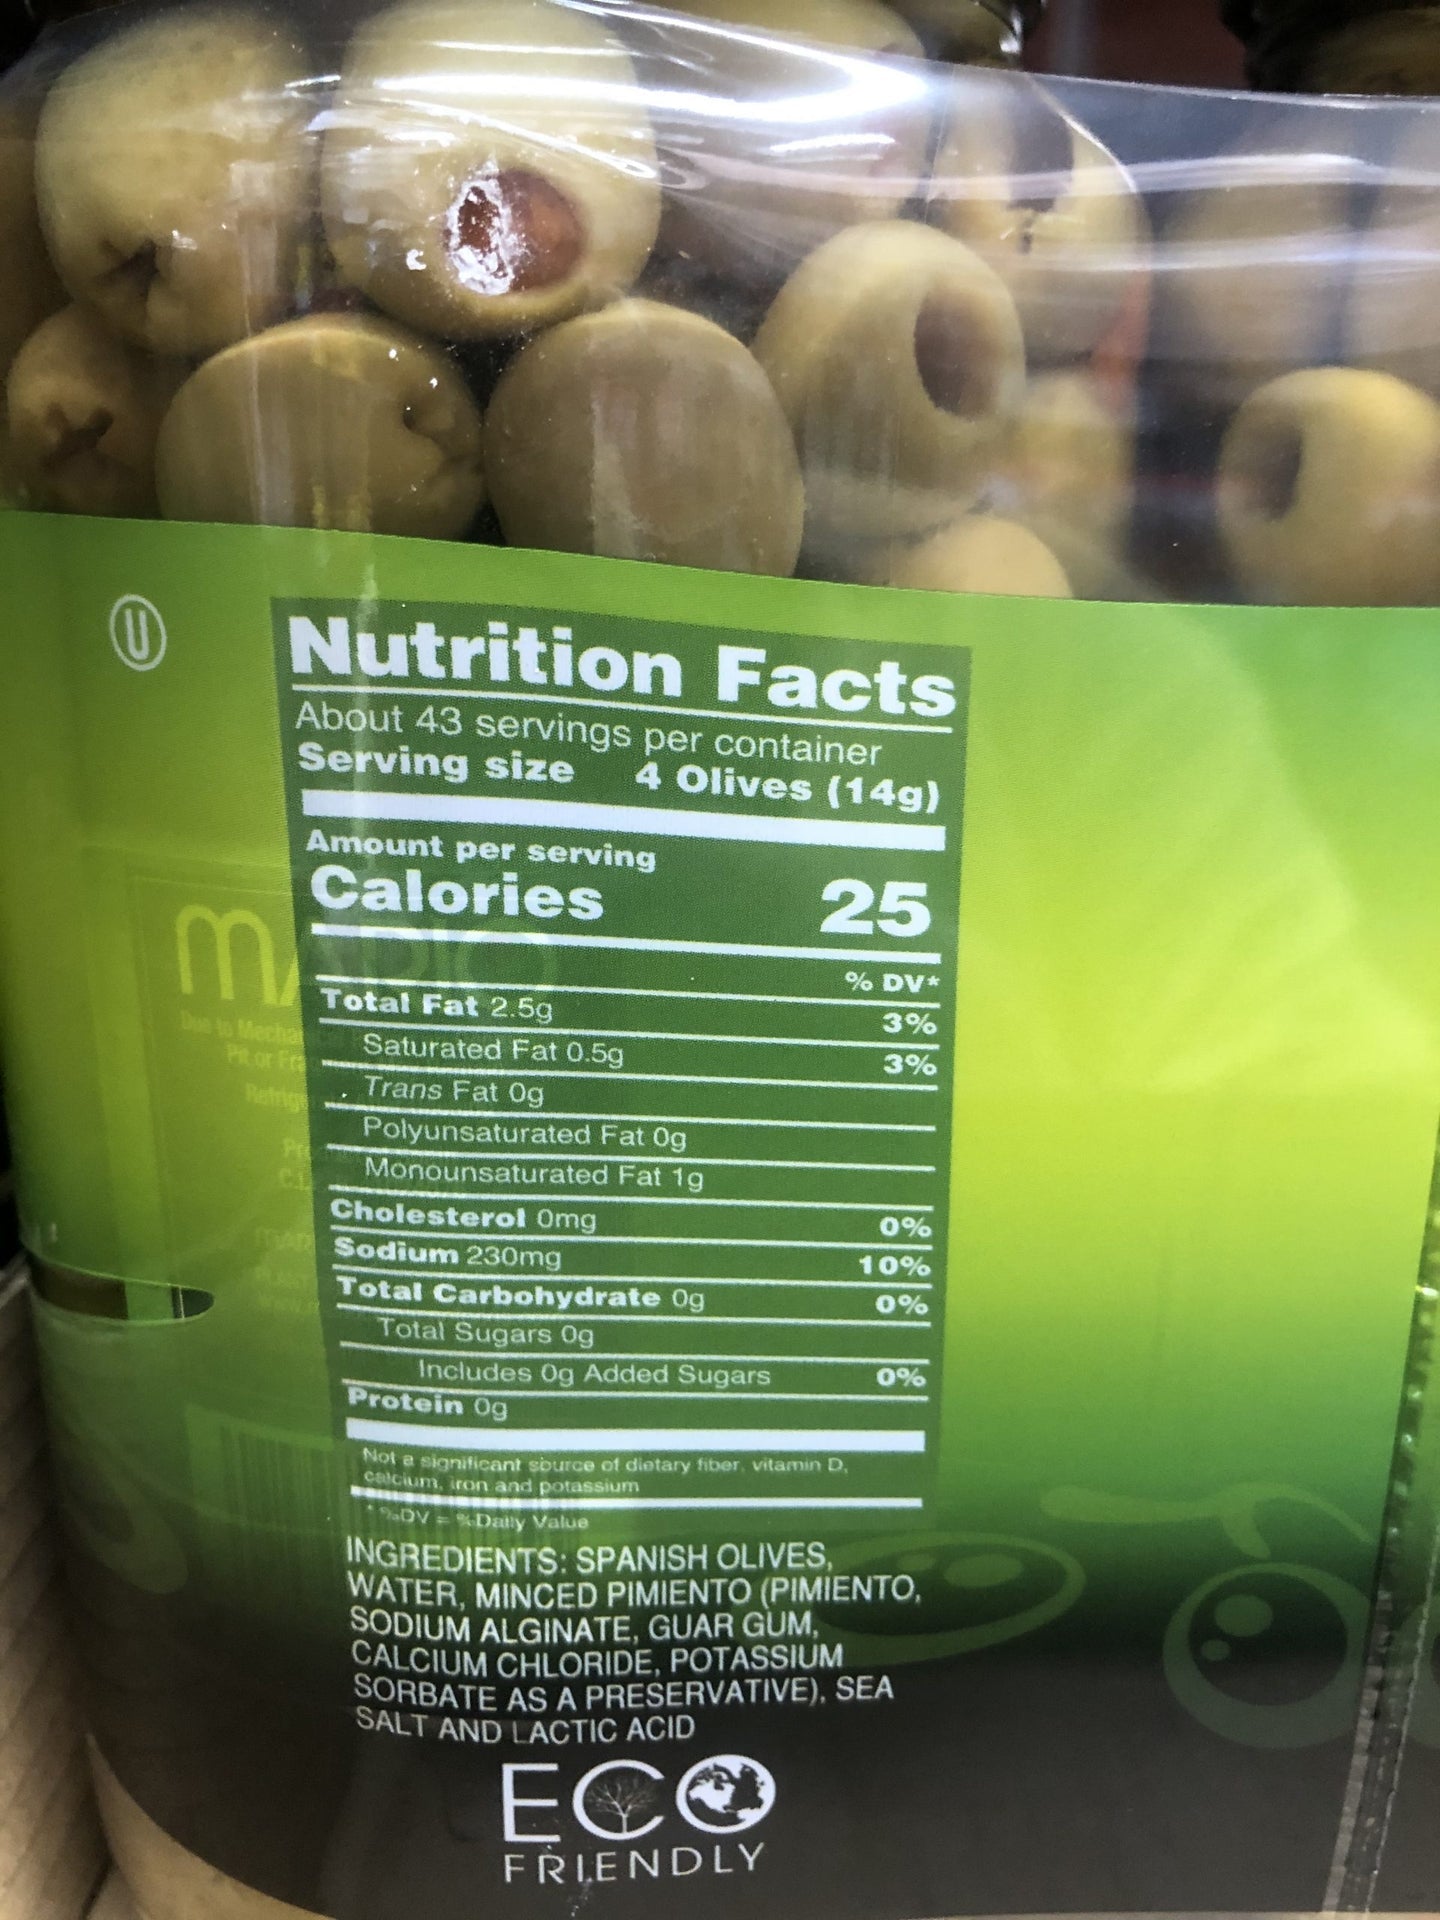 U
Nutrition Facts
About 43 servings per container
Serving size 4 Olives (14g)
Amount per serving
Calories 25
% DV*
Total Fat 2.5g 3%
Saturated Fat 0.5g 3%
Trans Fat 0g
Polyunsaturated Fat 0g
Monounsaturated Fat 1g
Cholesterol 0mg 0%
Sodium 230mg 10%
Total Carbohydrate 0g 0%
Total Sugars 0g
Includes 0g Added Sugars 0%
Protein 0g
Not a significant source of dietary fiber, vitamin D,
calcium, iron and potassium
*%DV = %Daily Value
INGREDIENTS: SPANISH OLIVES,
WATER, MINCED PIMIENTO (PIMIENTO,
SODIUM ALGINATE, GUAR GUM,
CALCIUM CHLORIDE, POTASSIUM
SORBATE AS A PRESERVATIVE), SEA
SALT AND LACTIC ACID
ECO
FRIENDLY